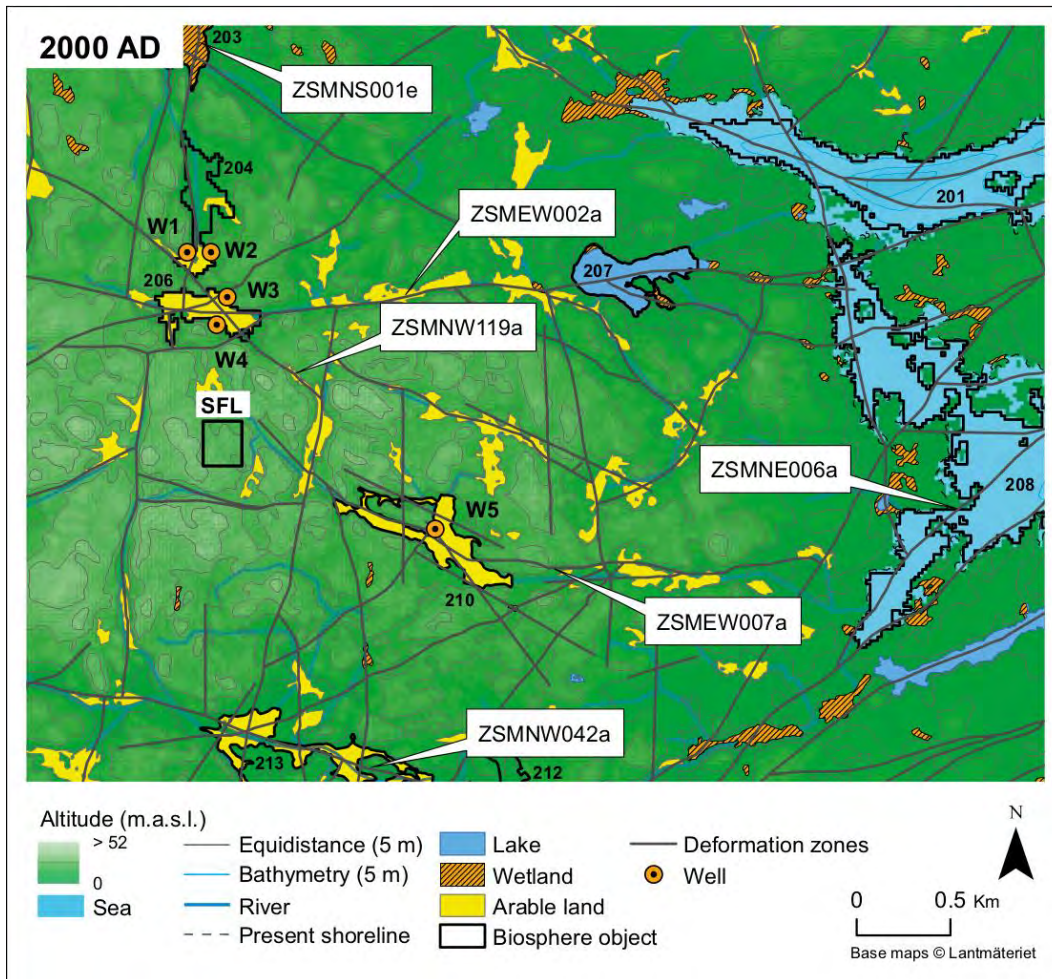 2000 AD
203
ZSMNS001e
204
201
W1
W2
ZSMEW002a
207
206
W3
ZSMNW119a
W4
SFL
ZSMNE006a
208
W5
210
ZSMEW007a
ZSMNW042a
213
212
Altitude (m.a.s.l.)
> 52
0
Sea
Equidistance (5 m)
Bathymetry (5 m)
River
Present shoreline
Lake
Wetland
Arable land
Biosphere object
Deformation zones
Well
N
0 0.5 Km
Base maps © Lantmäteriet